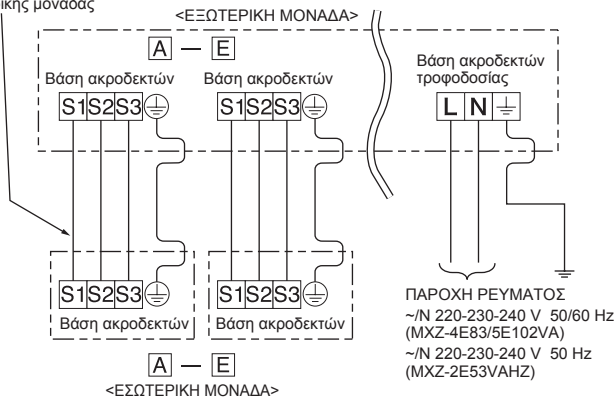 μονάδας
<ΕΞΩΤΕΡΙΚΗ ΜΟΝΑΔΑ>
A — E
Βάση ακροδεκτών
Βάση ακροδεκτών
Βάση ακροδεκτών
τροφοδοσίας
S1 S2 S3
S1 S2 S3
L N
S1 S2 S3
S1 S2 S3
Βάση ακροδεκτών
Βάση ακροδεκτών
A — E
<ΕΣΩΤΕΡΙΚΗ ΜΟΝΑΔΑ>
ΠΑΡΟΧΗ ΡΕΥΜΑΤΟΣ
~/N 220-230-240 V 50/60 Hz
(MXZ-4E83/5E102VA)
~/N 220-230-240 V 50 Hz
(MXZ-2E53VAHZ)